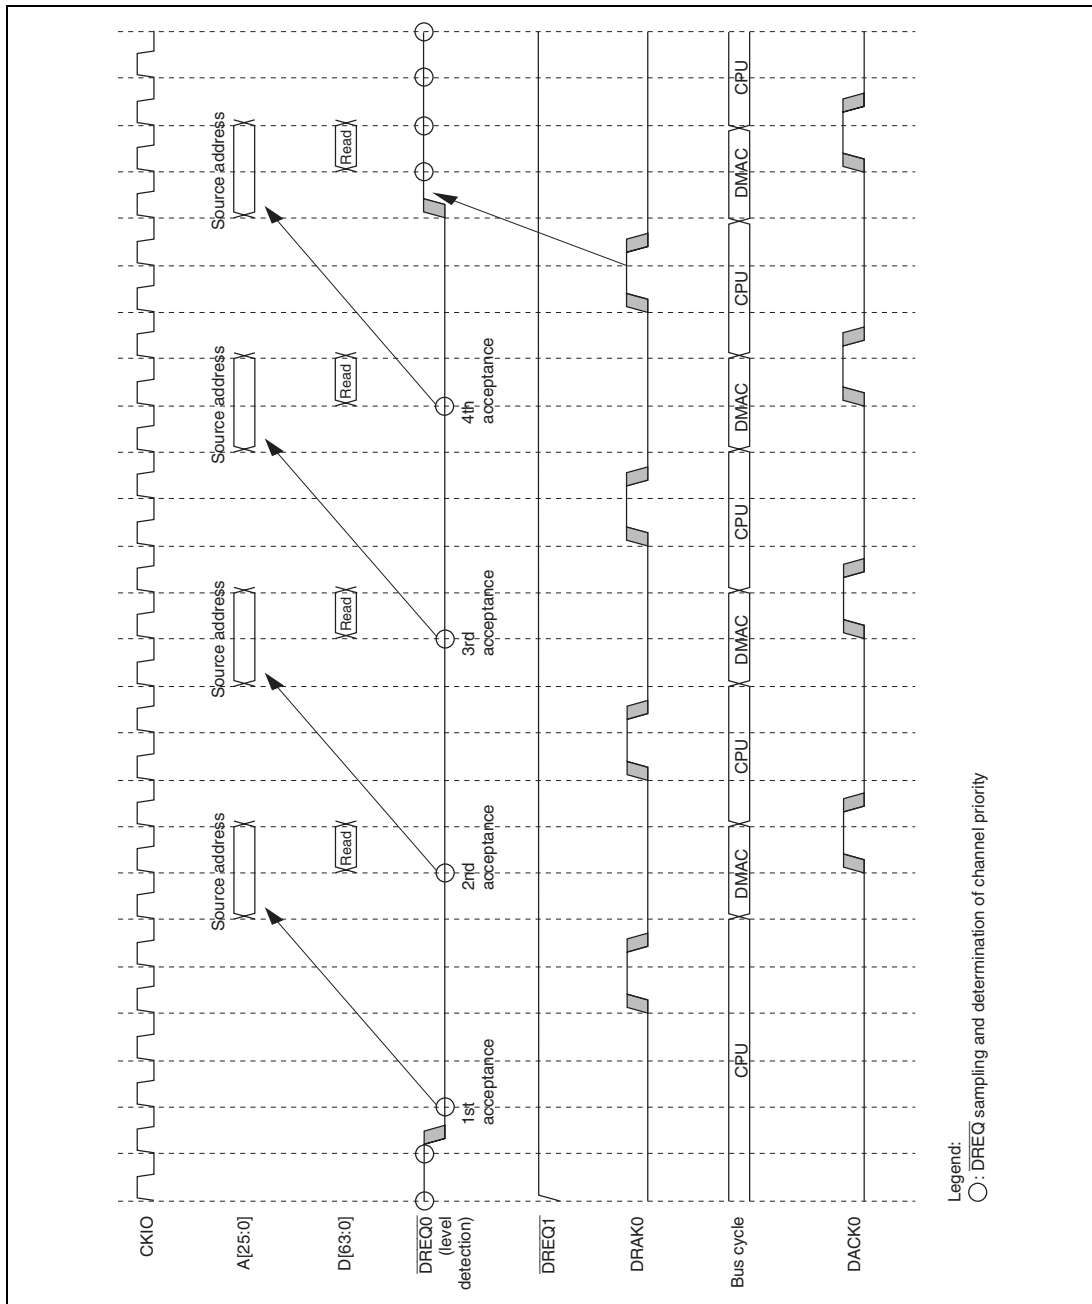 CKIO
A[25:0]
Source address
Source address
Source address
Source address
D[63:0]
Read
Read
Read
Read
DREQ0
(level
detection)
1st
acceptance
2nd
acceptance
3rd
acceptance
4th
acceptance
DREQ1
DRAK0
Bus cycle
CPU
DMAC
CPU
DMAC
CPU
DMAC
CPU
DMAC
CPU
DACK0
Legend:
: DREQ sampling and determination of channel priority